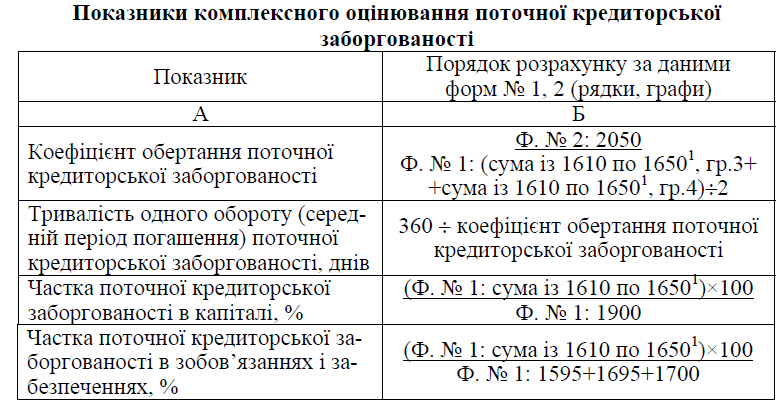 Показники комплексного оцінювання поточної кредиторської
заборгованості
Показник
Порядок розрахунку за даними
форм № 1, 2 (рядки, графи)
А
Б
Коефіцієнт обертання поточної
кредиторської заборгованості
Ф. № 2: 2050
Ф. № 1: (сума із 1610 по 1650¹, гр.3+
+сума із 1610 по 1650¹, гр.4)÷2
Тривалість одного обороту (серед-
ній період погашення) поточної
кредиторської заборгованості, днів
360 ÷ коефіцієнт обертання поточної
кредиторської заборгованості
Частка поточної кредиторської
заборгованості в капіталі, %
(Ф. № 1: сума із 1610 по 1650¹)×100
Ф. № 1: 1900
Частка поточної кредиторської за-
боргованості в зобов’язаннях і за-
безпеченнях, %
(Ф. № 1: сума із 1610 по 1650¹)×100
Ф. № 1: 1595+1695+1700